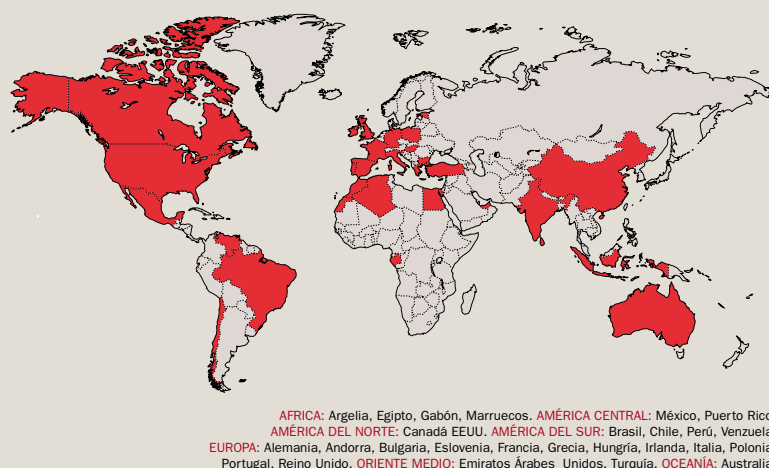 AFRICA: Argelia, Egipto, Gabón, Marruecos. AMÉRICA CENTRAL: México, Puerto Rico
AMÉRICA DEL NORTE: Canadá EEUU. AMÉRICA DEL SUR: Brasil, Chile, Perú, Venezuela
EUROPA: Alemania, Andorra, Bulgaria, Eslovenia, Francia, Grecia, Hungría, Irlanda, Italia, Polonia
Portugal, Reino Unido. ORIENTE MEDIO: Emiratos Árabes Unidos, Turquía. OCEANÍA: Australia